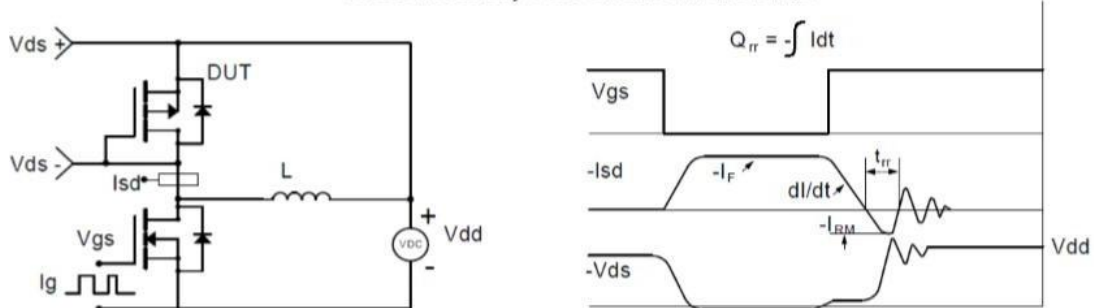 Vds +
DUT
Vds -
Isd
L
Vgs
Ig
+
VDC
-
Vdd
Qrr = -∫ Idt
Vgs
-Isd
-IF
dI/dt
trr
-IRM
-Vds
Vdd